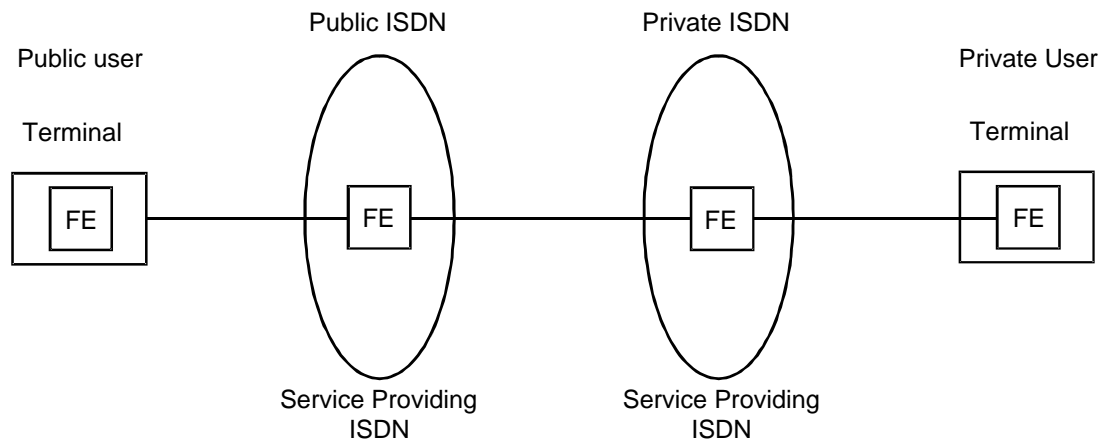 Public ISDN
Private ISDN
Public user
Private User
Terminal
Terminal
FE
FE
FE
FE
Service Providing
ISDN
Service Providing
ISDN